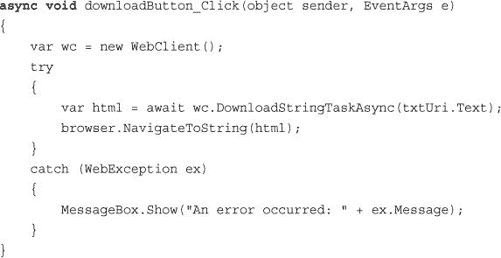 async void downloadButton_Click(object sender, EventArgs e)
{
    var wc = new WebClient();
    try
    {
        var html = await wc.DownloadStringTaskAsync(txtUri.Text);
        browser.NavigateToString(html);
    }
    catch (WebException ex)
    {
        MessageBox.Show("An error occurred: " + ex.Message);
    }
}